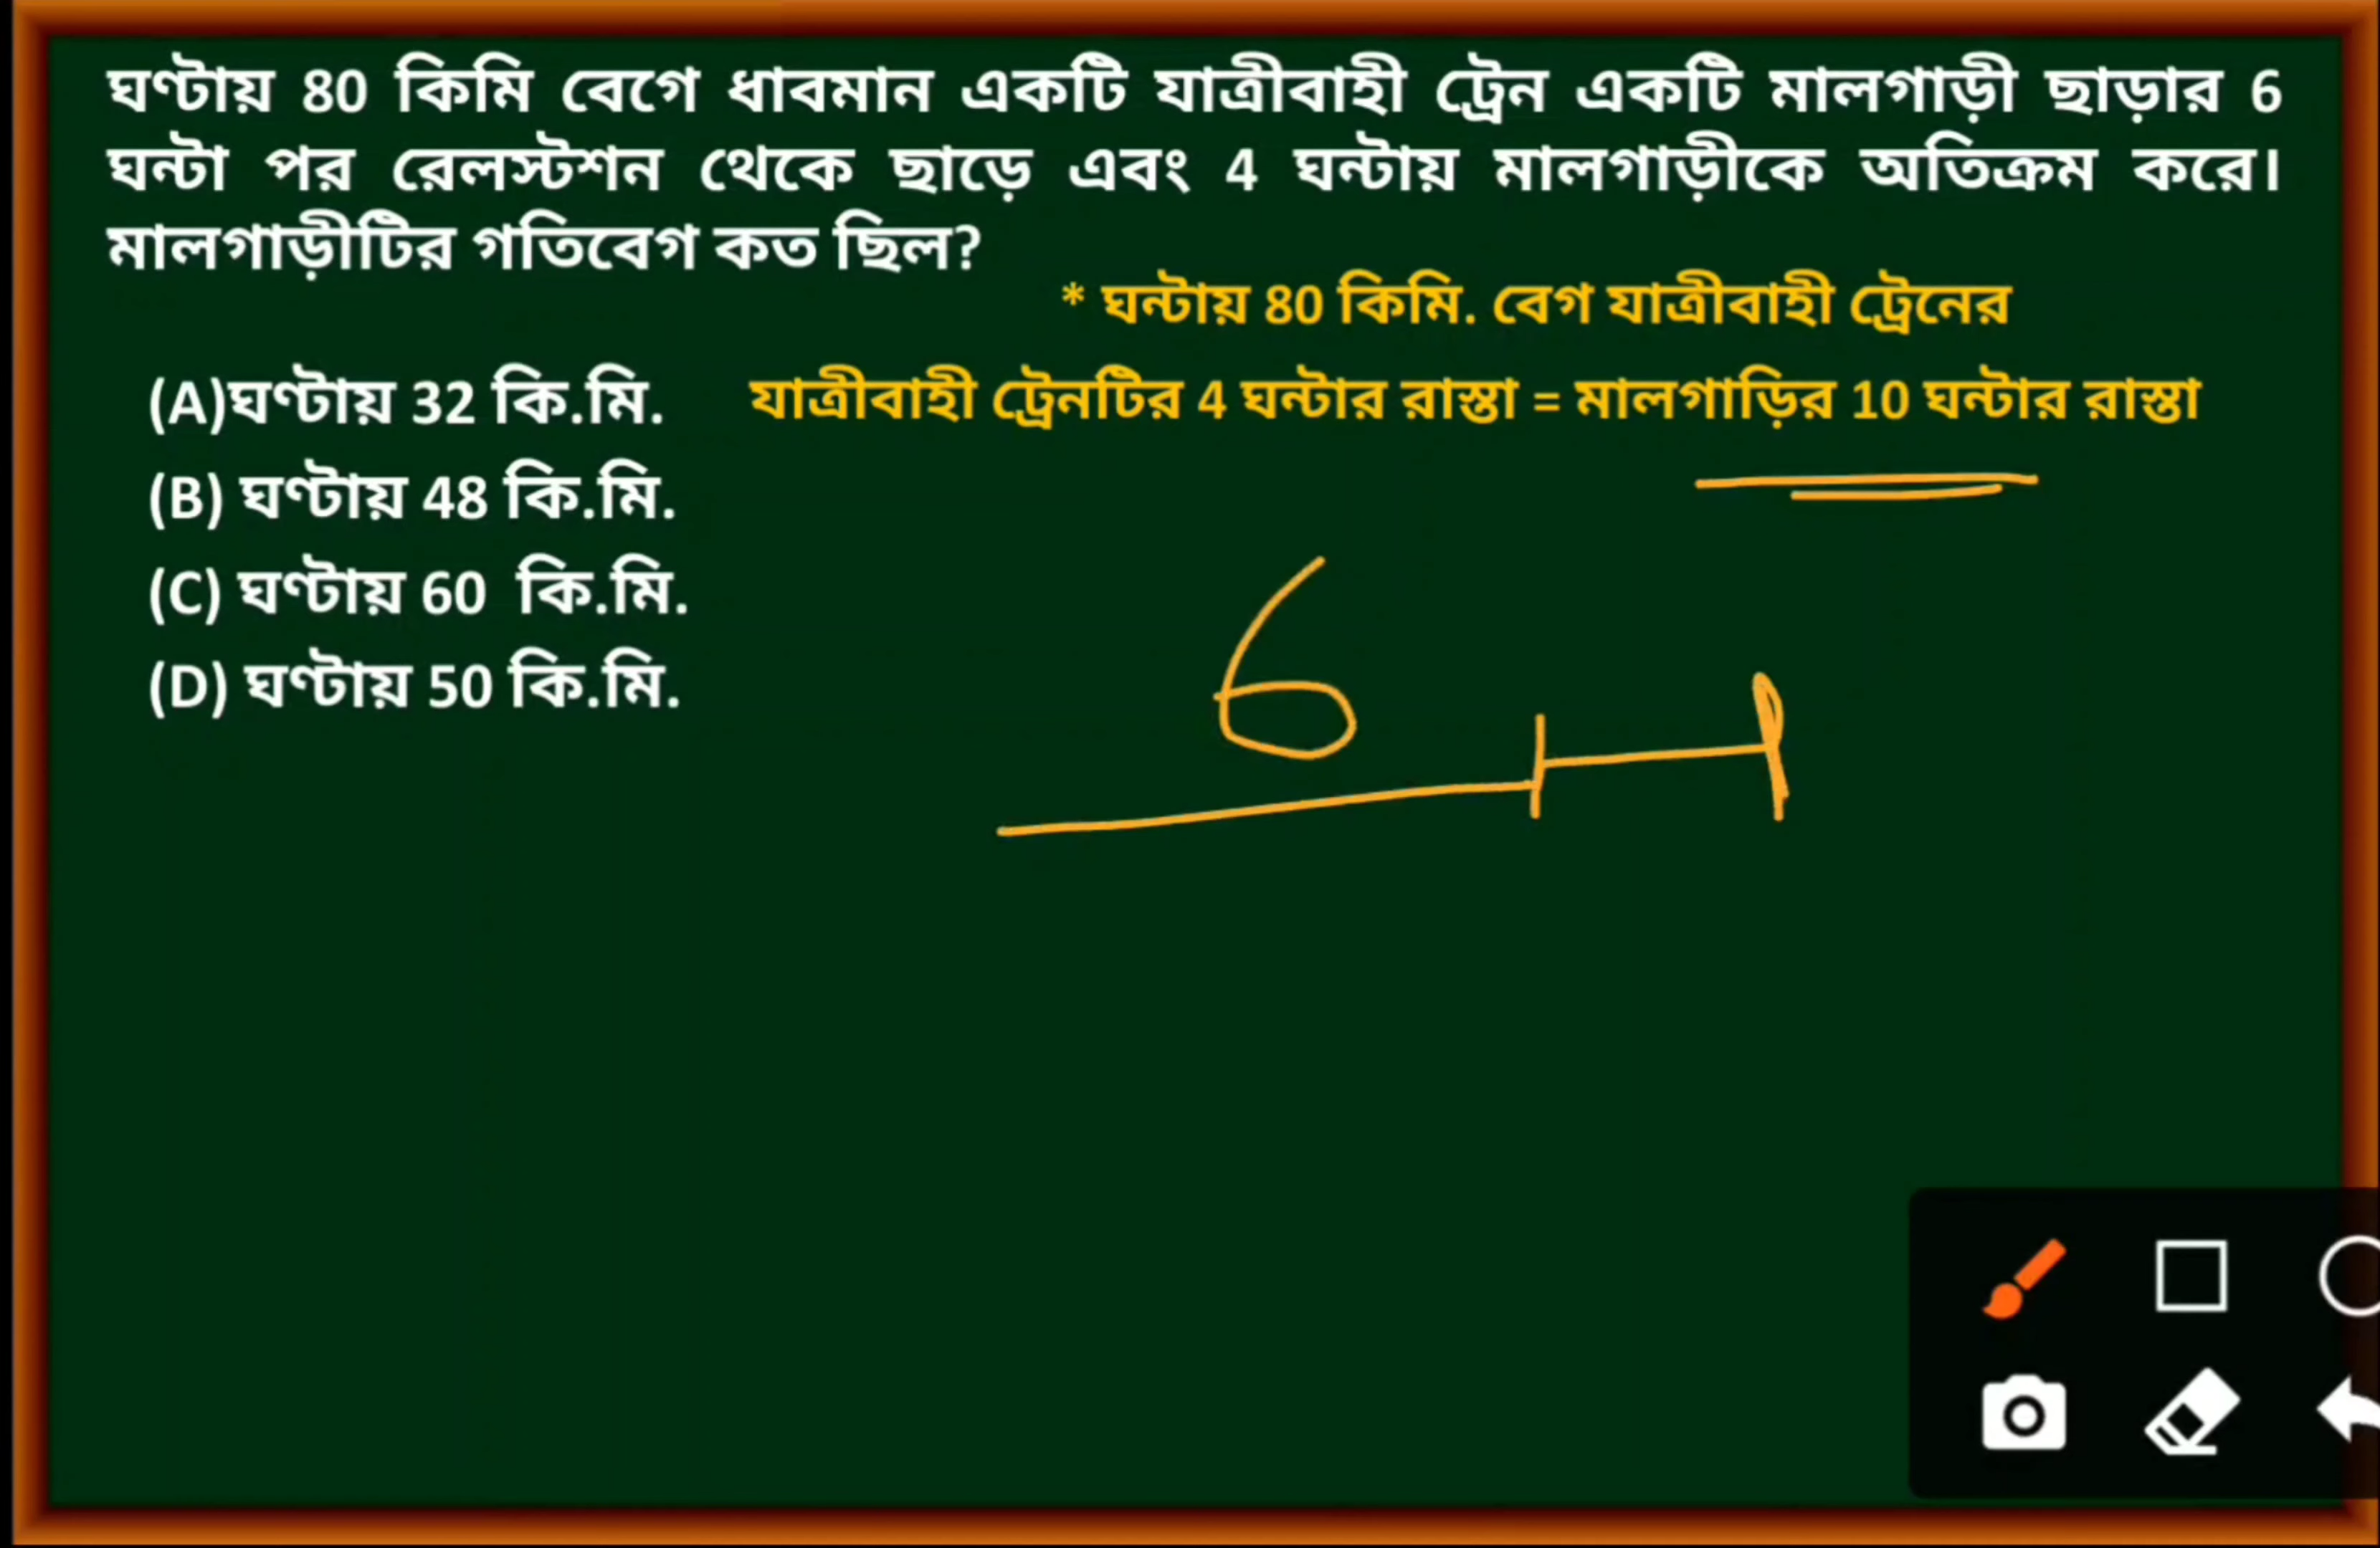 ঘণ্টায় 80 কিমি বেগে ধাবমান একটি যাত্রীবাহী ট্রেন একটি মালগাড়ী ছাড়ার 6
ঘন্টা পর রেলস্টশন থেকে ছাড়ে এবং 4 ঘন্টায় মালগাড়ীকে অতিক্রম করে।
মালগাড়ীটির গতিবেগ কত ছিল?
* ঘন্টায় 80 কিমি. বেগ যাত্রীবাহী ট্রেনের
(A)ঘণ্টায় 32 কি.মি.
যাত্রীবাহী ট্রেনটির 4 ঘন্টার রাস্তা = মালগাড়ির 10 ঘন্টার রাস্তা
(B) ঘণ্টায় 48 কি.মি.
(C) ঘণ্টায় 60 কি.মি.
(D) ঘণ্টায় 50 কি.মি.
6